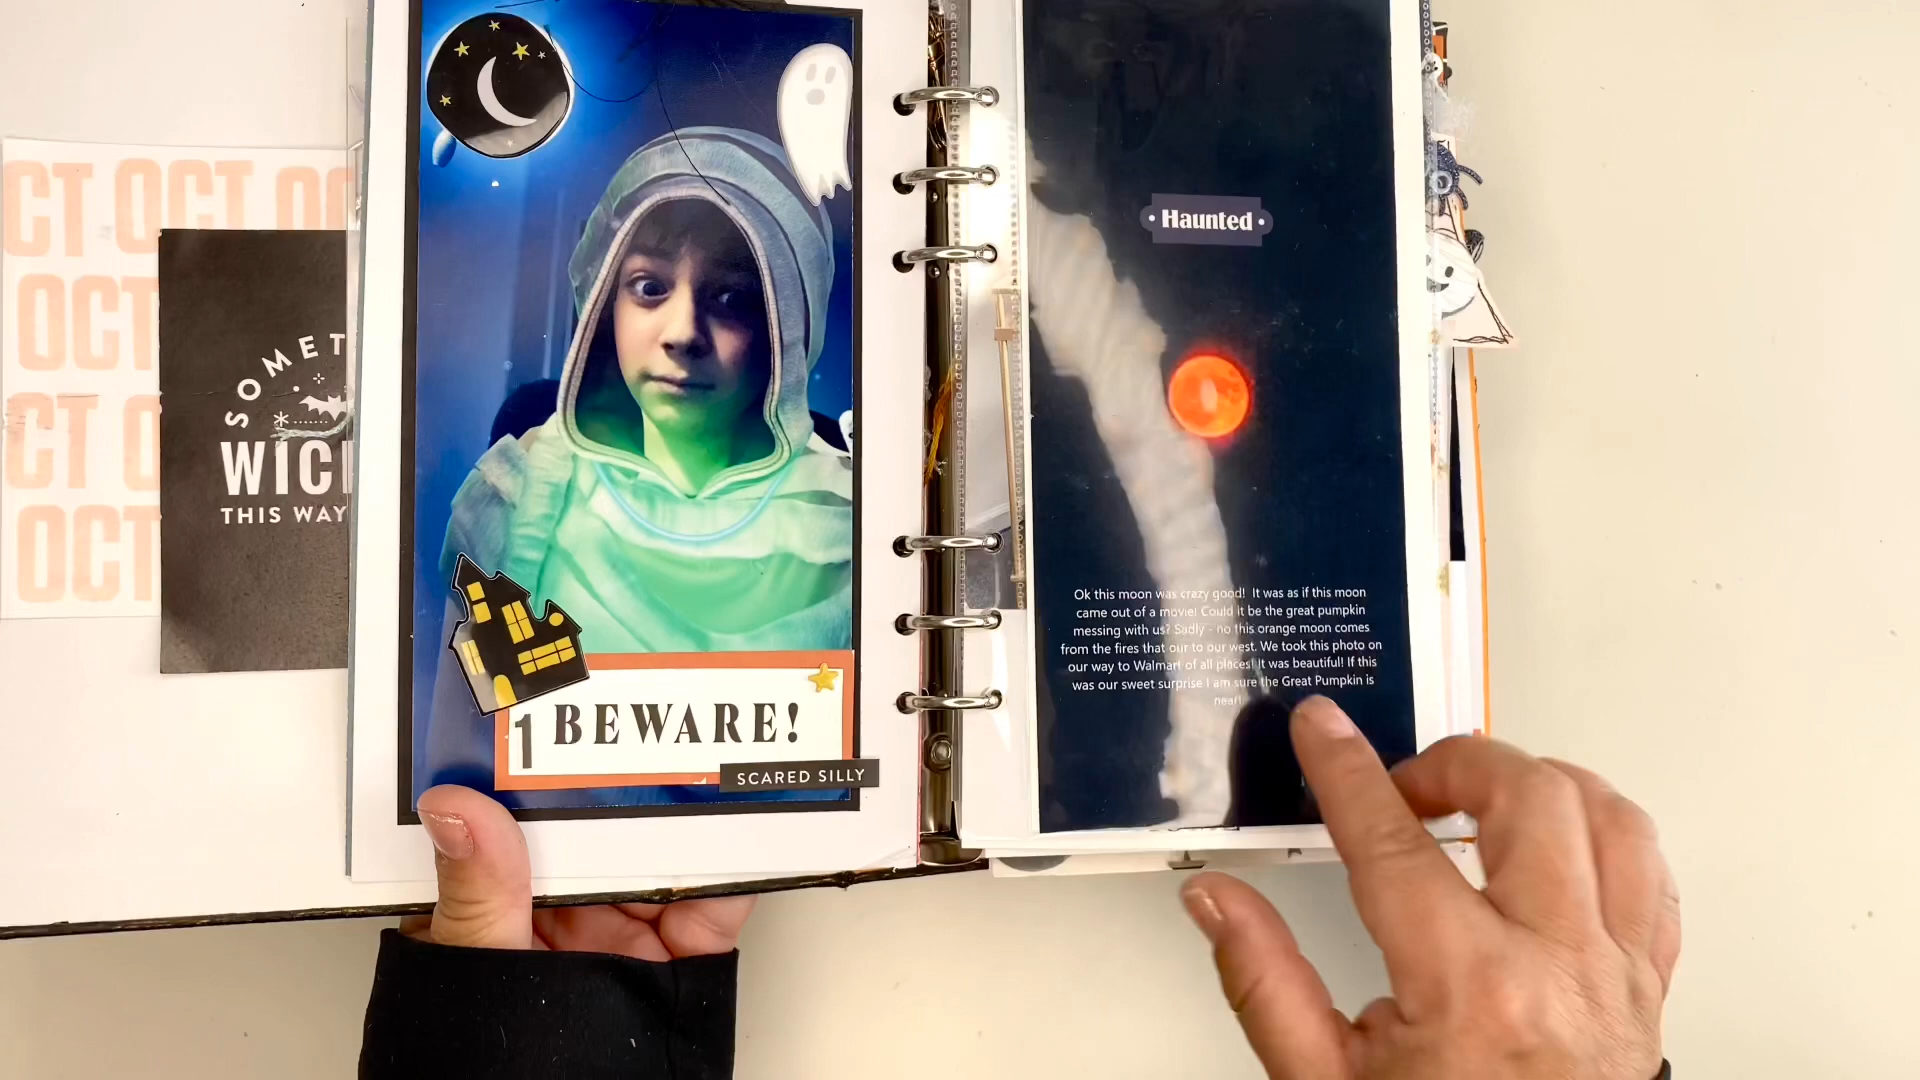 CT OCT OC
OCT
CT O
OCT
SOMET
WIC
THIS WAY
1 BEWARE!
SCARED SILLY
Haunted
Ok this moon was crazy good! It was as if this moon
came out of a movie! Could it be the great pumpkin
messing with us? Sadly - no this orange moon comes
from the fires that our to our west. We took this photo on
our way to Walmart of all places! It was beautiful! If this
was our sweet surprise I am sure the Great Pumpkin is
near!